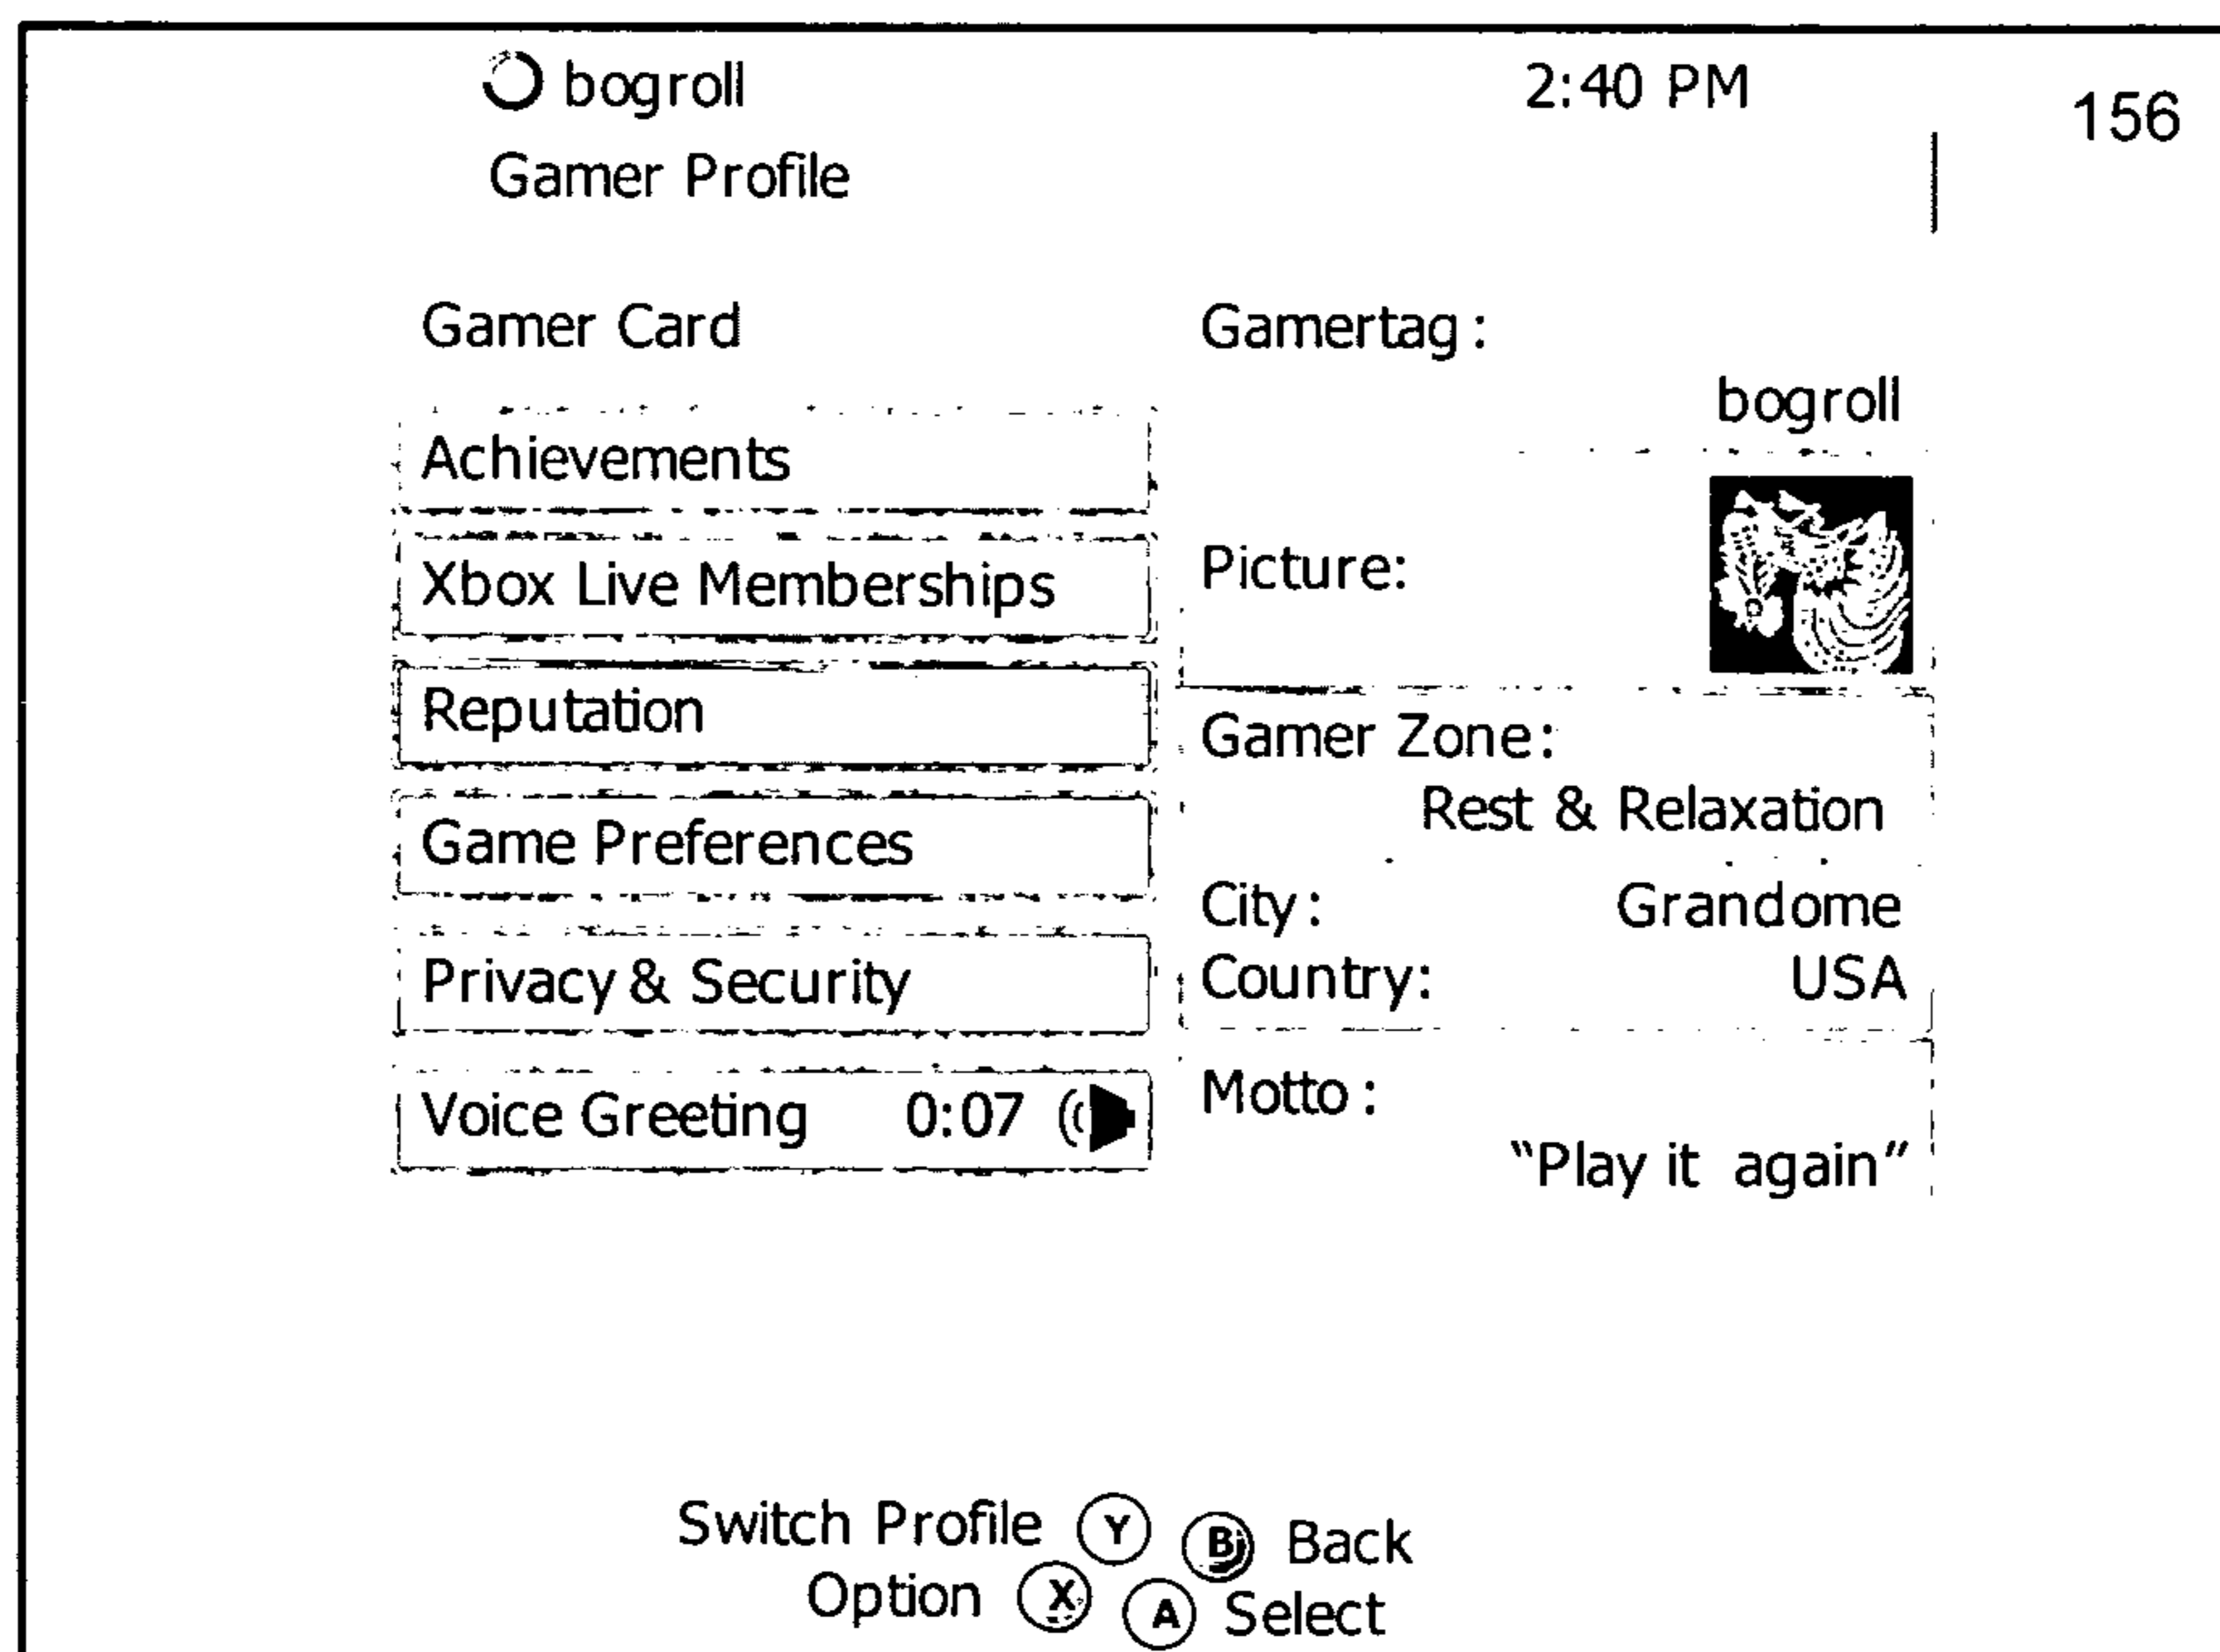 bogroll 2:40 PM
156
Gamer Profile
Gamer Card
Achievements
Xbox Live Memberships
Reputation
Game Preferences
Privacy & Security
Voice Greeting 0:07
Gamertag:
bogroll
Picture:
Gamer Zone:
Rest & Relaxation
City: Grandome
Country: USA
Motto:
“Play it again”
Switch Profile Y B Back
Option X A Select